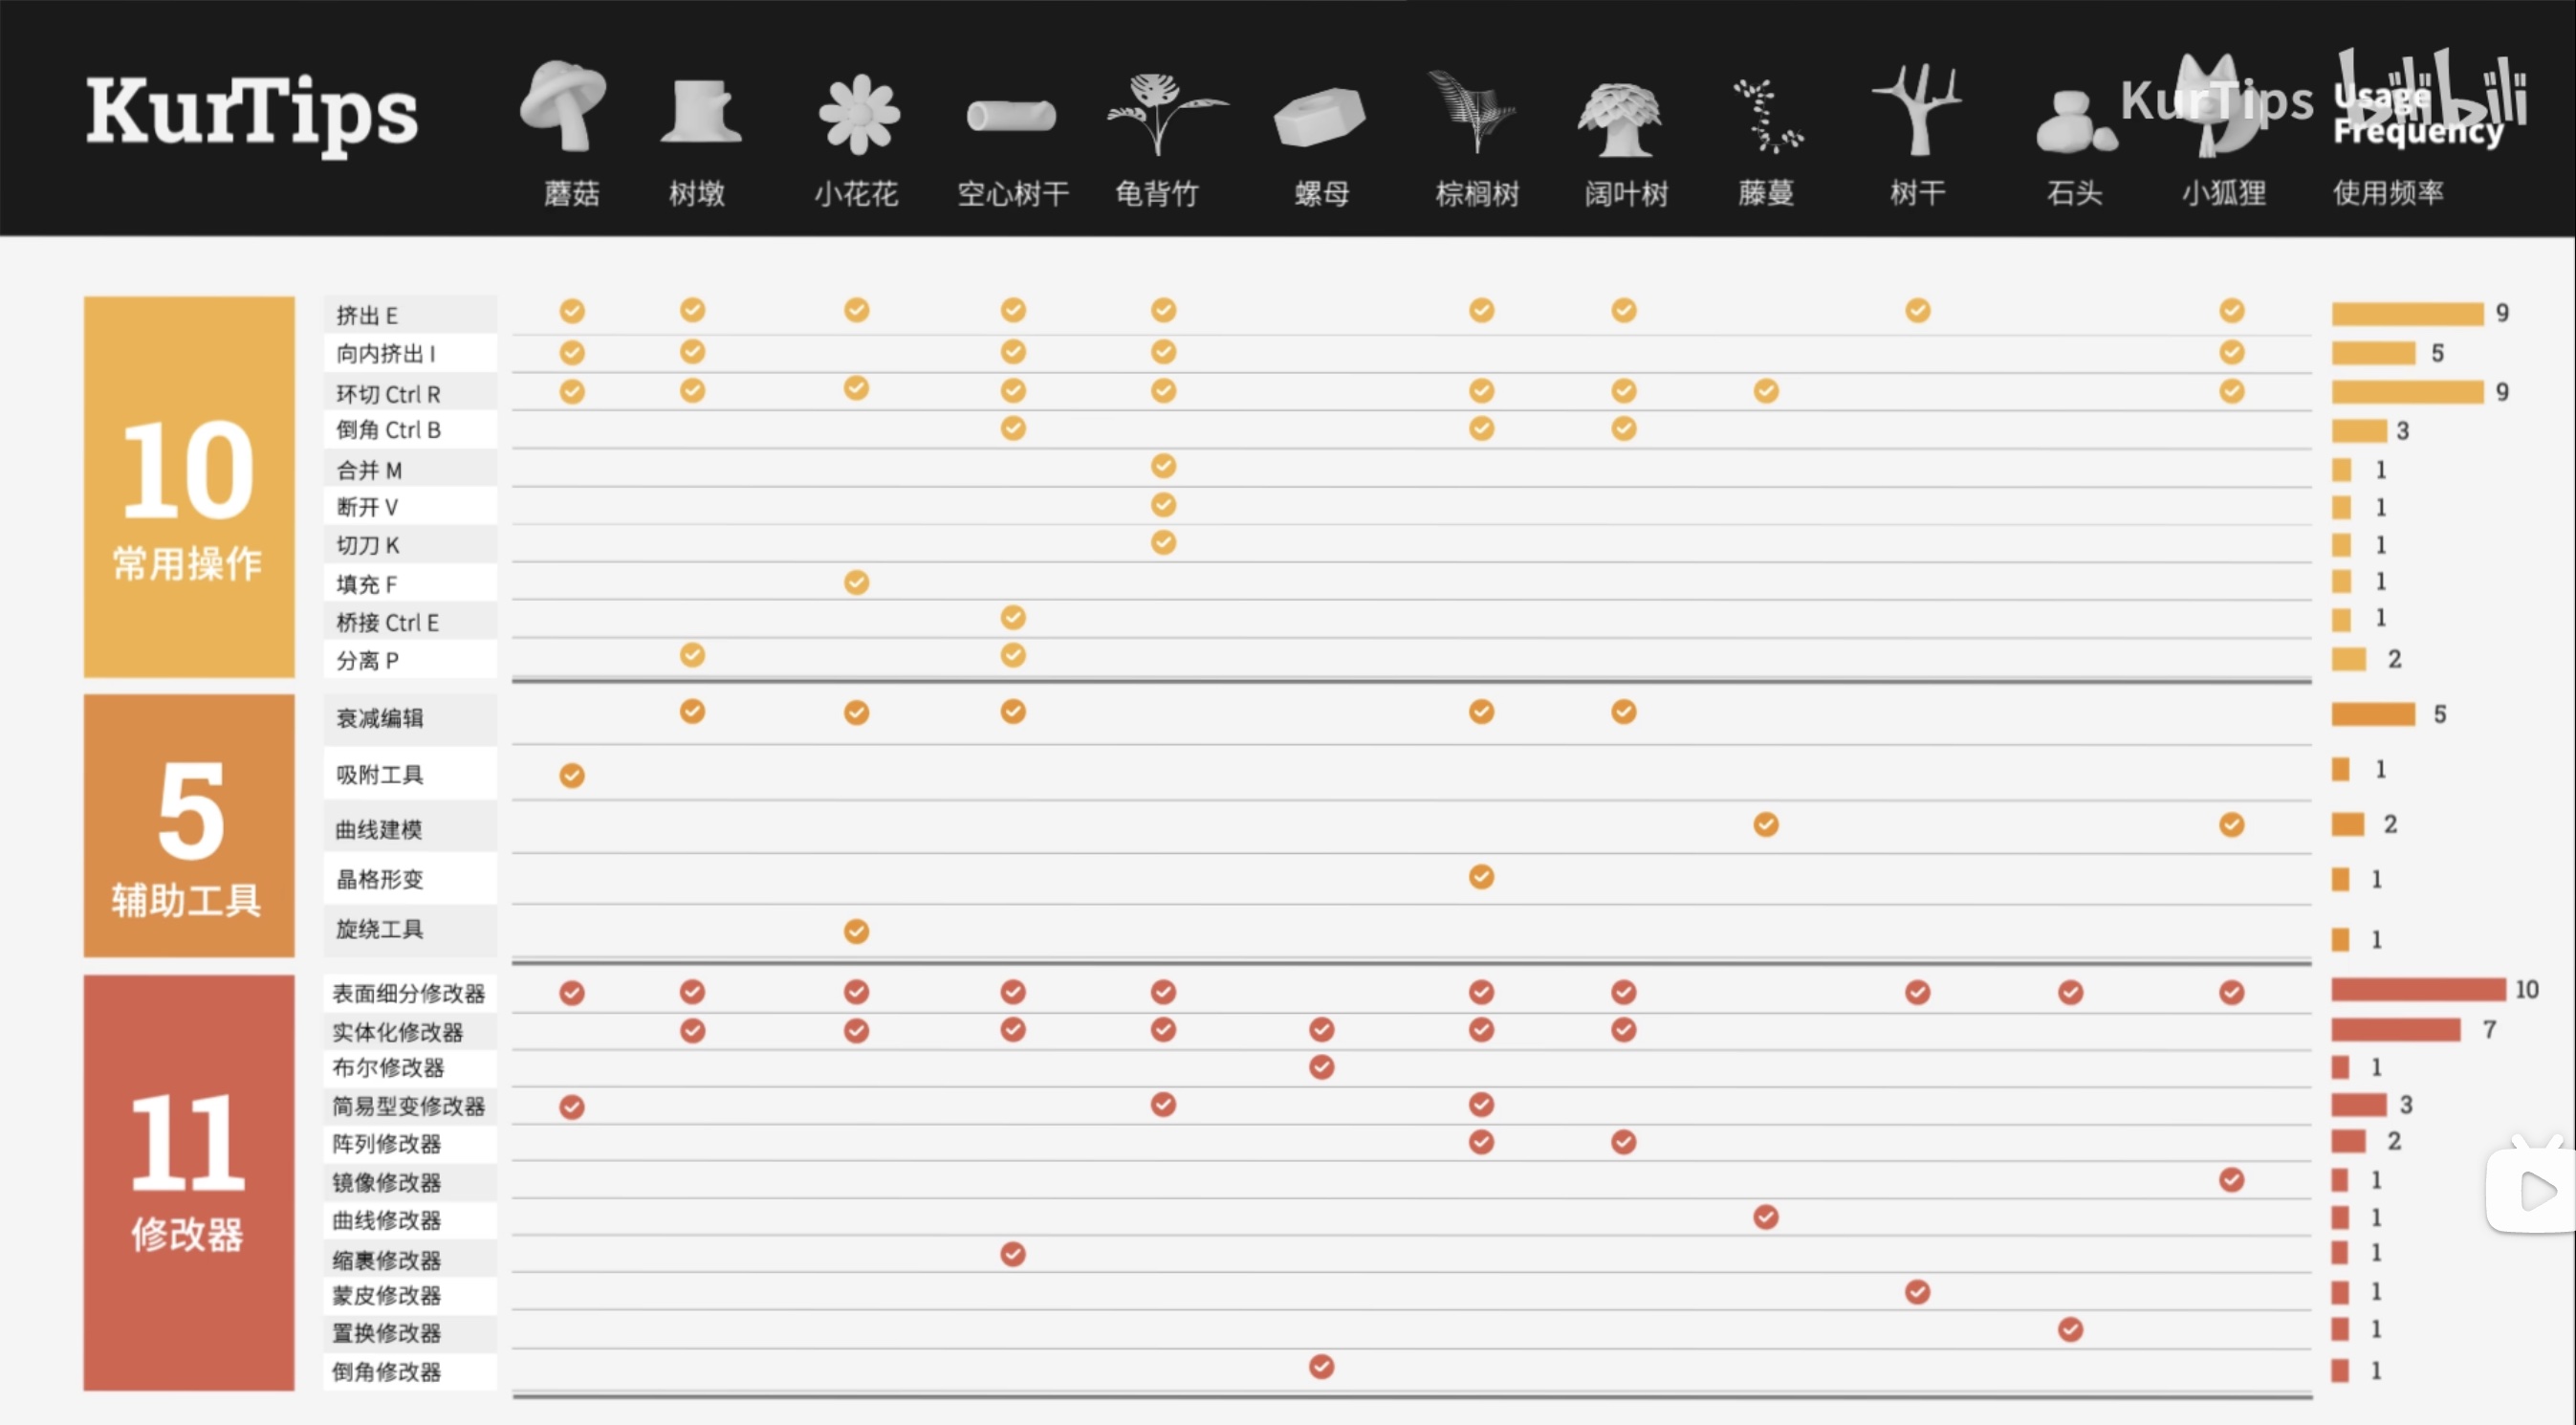 KurTips
蘑菇
树墩
小花花
空心树干
龟背竹
螺母
棕榈树
阔叶树
藤蔓
树干
石头
小狐狸
KurTips
Usage
Frequency
bilibili
使用频率
10
常用操作
挤出 E
9
向内挤出 I
5
环切 Ctrl R
9
倒角 Ctrl B
3
合并 M
1
断开 V
1
切刀 K
1
填充 F
1
桥接 Ctrl E
1
分离 P
2
5
辅助工具
衰减编辑
5
吸附工具
1
曲线建模
2
晶格形变
1
旋绕工具
1
11
修改器
表面细分修改器
10
实体化修改器
7
布尔修改器
1
简易型变修改器
3
阵列修改器
2
镜像修改器
1
曲线修改器
1
缩裹修改器
1
蒙皮修改器
1
置换修改器
1
倒角修改器
1